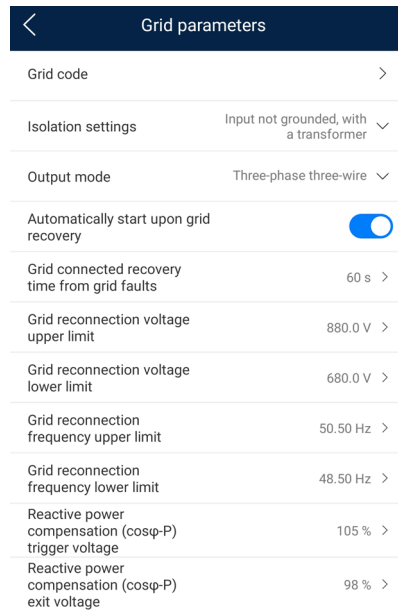 Grid parameters
Grid code
Isolation settings
Input not grounded, with
a transformer
Output mode
Three-phase three-wire
Automatically start upon grid
recovery
Grid connected recovery
time from grid faults
60 s
Grid reconnection voltage
upper limit
880.0 V
Grid reconnection voltage
lower limit
680.0 V
Grid reconnection
frequency upper limit
50.50 Hz
Grid reconnection
frequency lower limit
48.50 Hz
Reactive power
compensation (cosφ-P)
trigger voltage
105 %
Reactive power
compensation (cosφ-P)
exit voltage
98 %